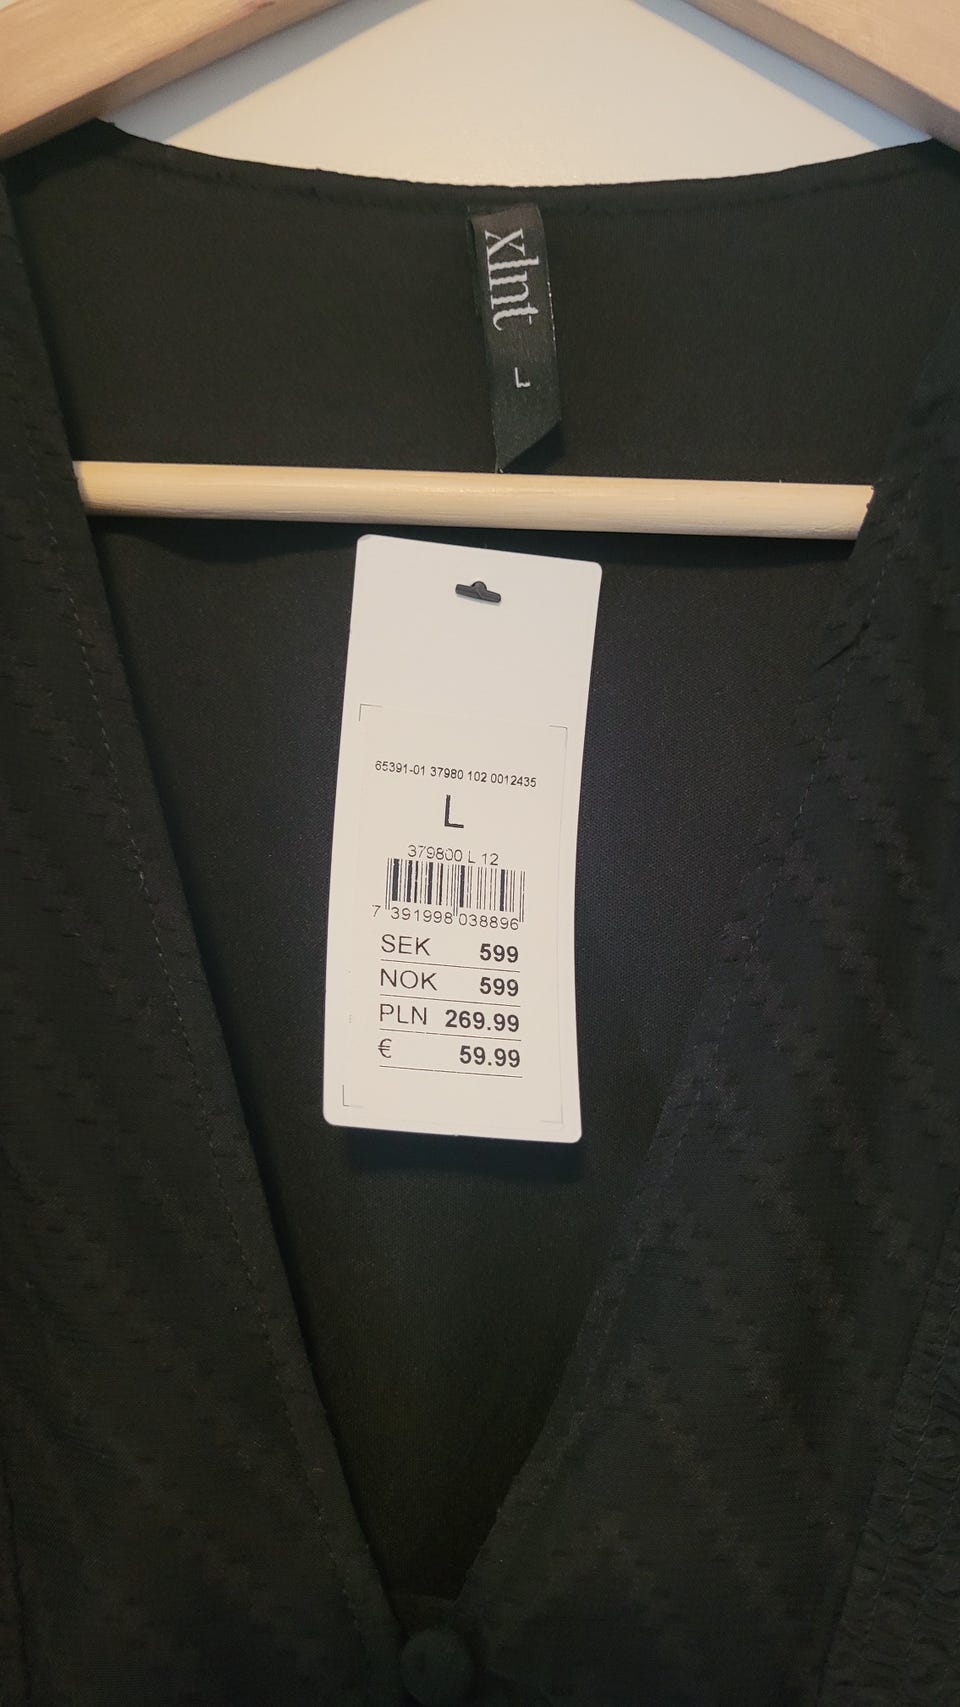 xlnt
L
65391-01 37980 102 0012435
L
379800 L 12
7 391998 038896
SEK 599
NOK 599
PLN 269.99
€ 59.99